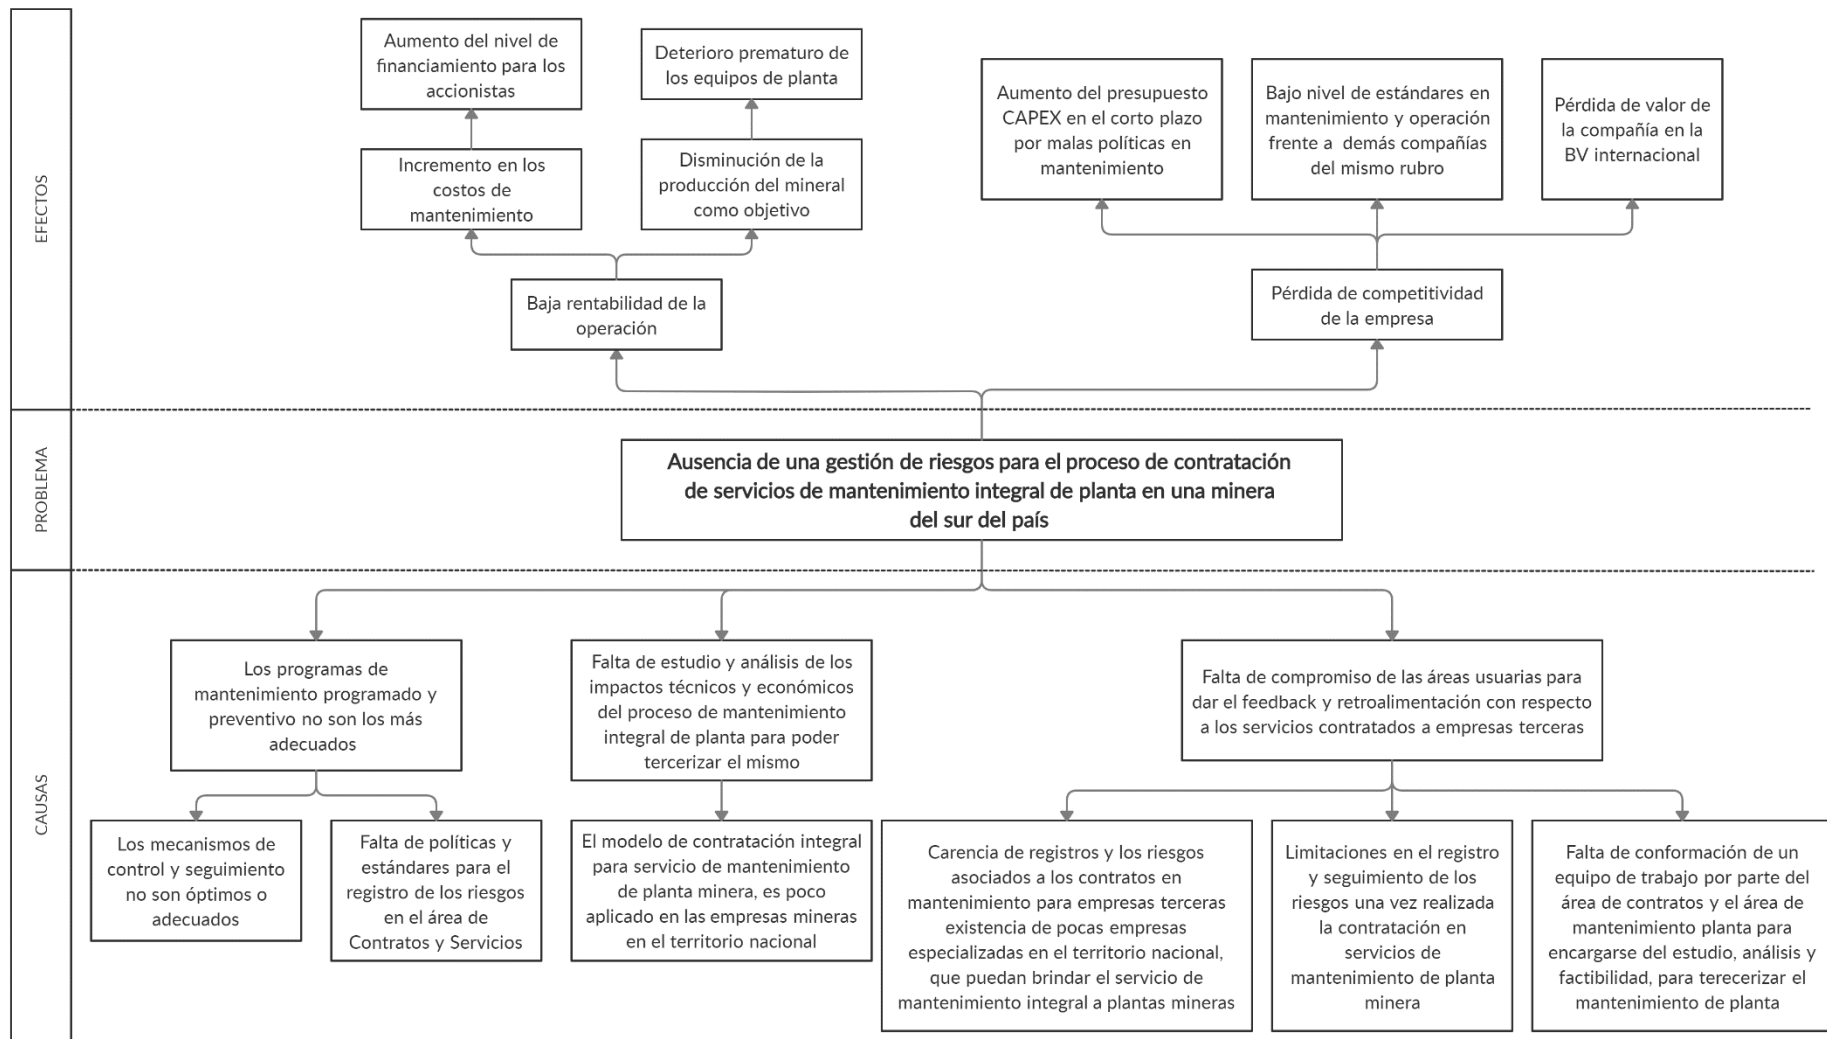 EFECTOS
Aumento del nivel de
financiamiento para los
accionistas
Deterioro prematuro de
los equipos de planta
Aumento del presupuesto
CAPEX en el corto plazo
por malas políticas en
mantenimiento
Bajo nivel de estándares en
mantenimiento y operación
frente a demás compañías
del mismo rubro
Pérdida de valor de
la compañía en la
BV internacional
Incremento en los
costos de
mantenimiento
Disminución de la
producción del mineral
como objetivo
Baja rentabilidad de la
operación
Pérdida de competitividad
de la empresa
PROBLEMA
Ausencia de una gestión de riesgos para el proceso de contratación
de servicios de mantenimiento integral de planta en una minera
del sur del país
CAUSAS
Los programas de
mantenimiento programado y
preventivo no son los más
adecuados
Falta de estudio y análisis de los
impactos técnicos y económicos
del proceso de mantenimiento
integral de planta para poder
tercerizar el mismo
Falta de compromiso de las áreas usuarias para
dar el feedback y retroalimentación con respecto
a los servicios contratados a empresas terceras
Los mecanismos de
control y seguimiento
no son óptimos o
adecuados
Falta de políticas y
estándares para el
registro de los riesgos
en el área de
Contratos y Servicios
El modelo de contratación integral
para servicio de mantenimiento
de planta minera, es poco
aplicado en las empresas mineras
en el territorio nacional
Carencia de registros y los riesgos
asociados a los contratos en
mantenimiento para empresas terceras
existencia de pocas empresas
especializadas en el territorio nacional,
que puedan brindar el servicio de
mantenimiento integral a plantas mineras
Limitaciones en el registro
y seguimiento de los
riesgos una vez realizada
la contratación en
servicios de
mantenimiento de planta
minera
Falta de conformación de un
equipo de trabajo por parte del
área de contratos y el área de
mantenimiento planta para
encargarse del estudio, análisis y
factibilidad, para terecerizar el
mantenimiento de planta